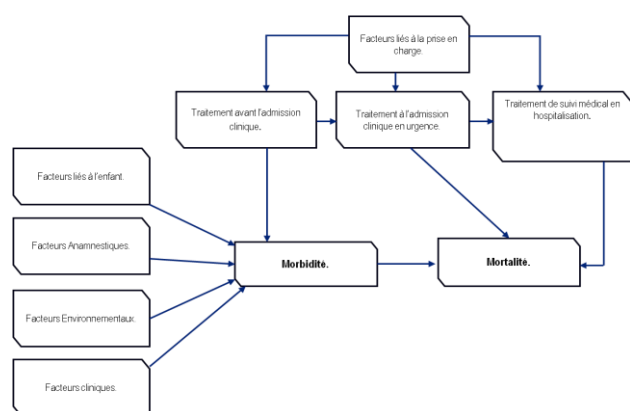 Facteurs liés à la prise en
charge.
Traitement avant l'admission
clinique.
Traitement à l'admission
clinique en urgence.
Traitement de suivi médical en
hospitalisation.
Facteurs liés à l'enfant.
Facteurs Anamnestiques.
Morbidité.
Mortalité.
Facteurs Environnementaux.
Facteurs cliniques.